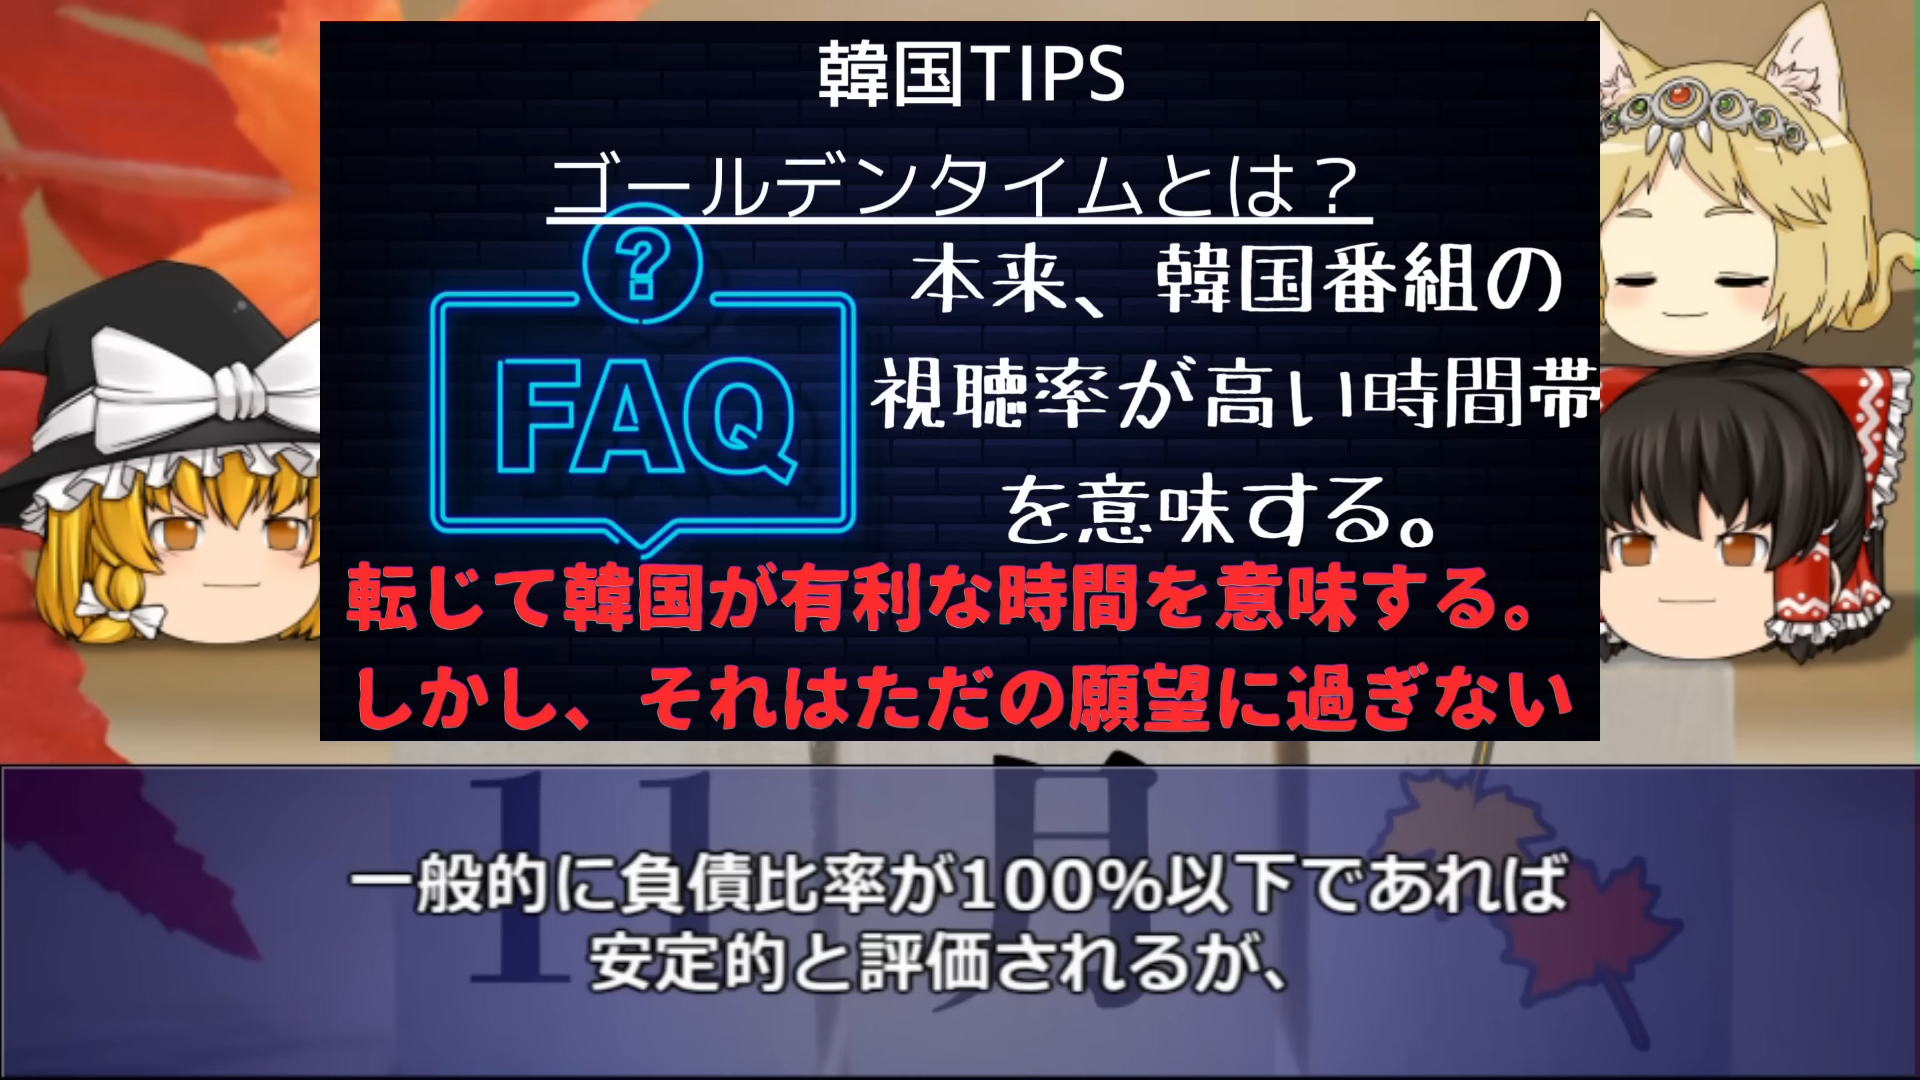 韓国TIPS
ゴールデンタイムとは？
?
FAQ
本来、韓国番組の
視聴率が高い時間帯
を意味する。
転じて韓国が有利な時間を意味する。
しかし、それはただの願望に過ぎない
11月
一般的に負債比率が100%以下であれば
安定的と評価されるが、